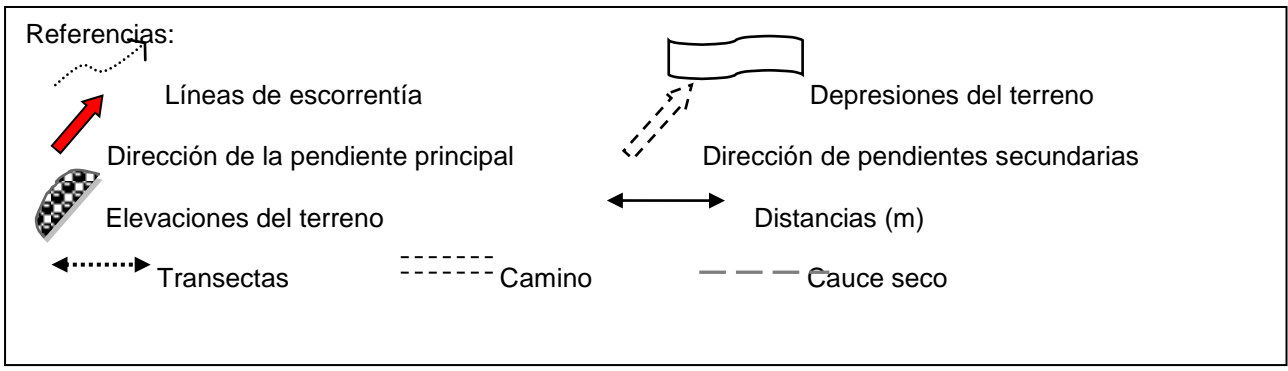 Referencias:
Líneas de escorrentía
Depresiones del terreno
Dirección de la pendiente principal
Dirección de pendientes secundarias
Elevaciones del terreno
Distancias (m)
Transectas
Camino
Cauce seco